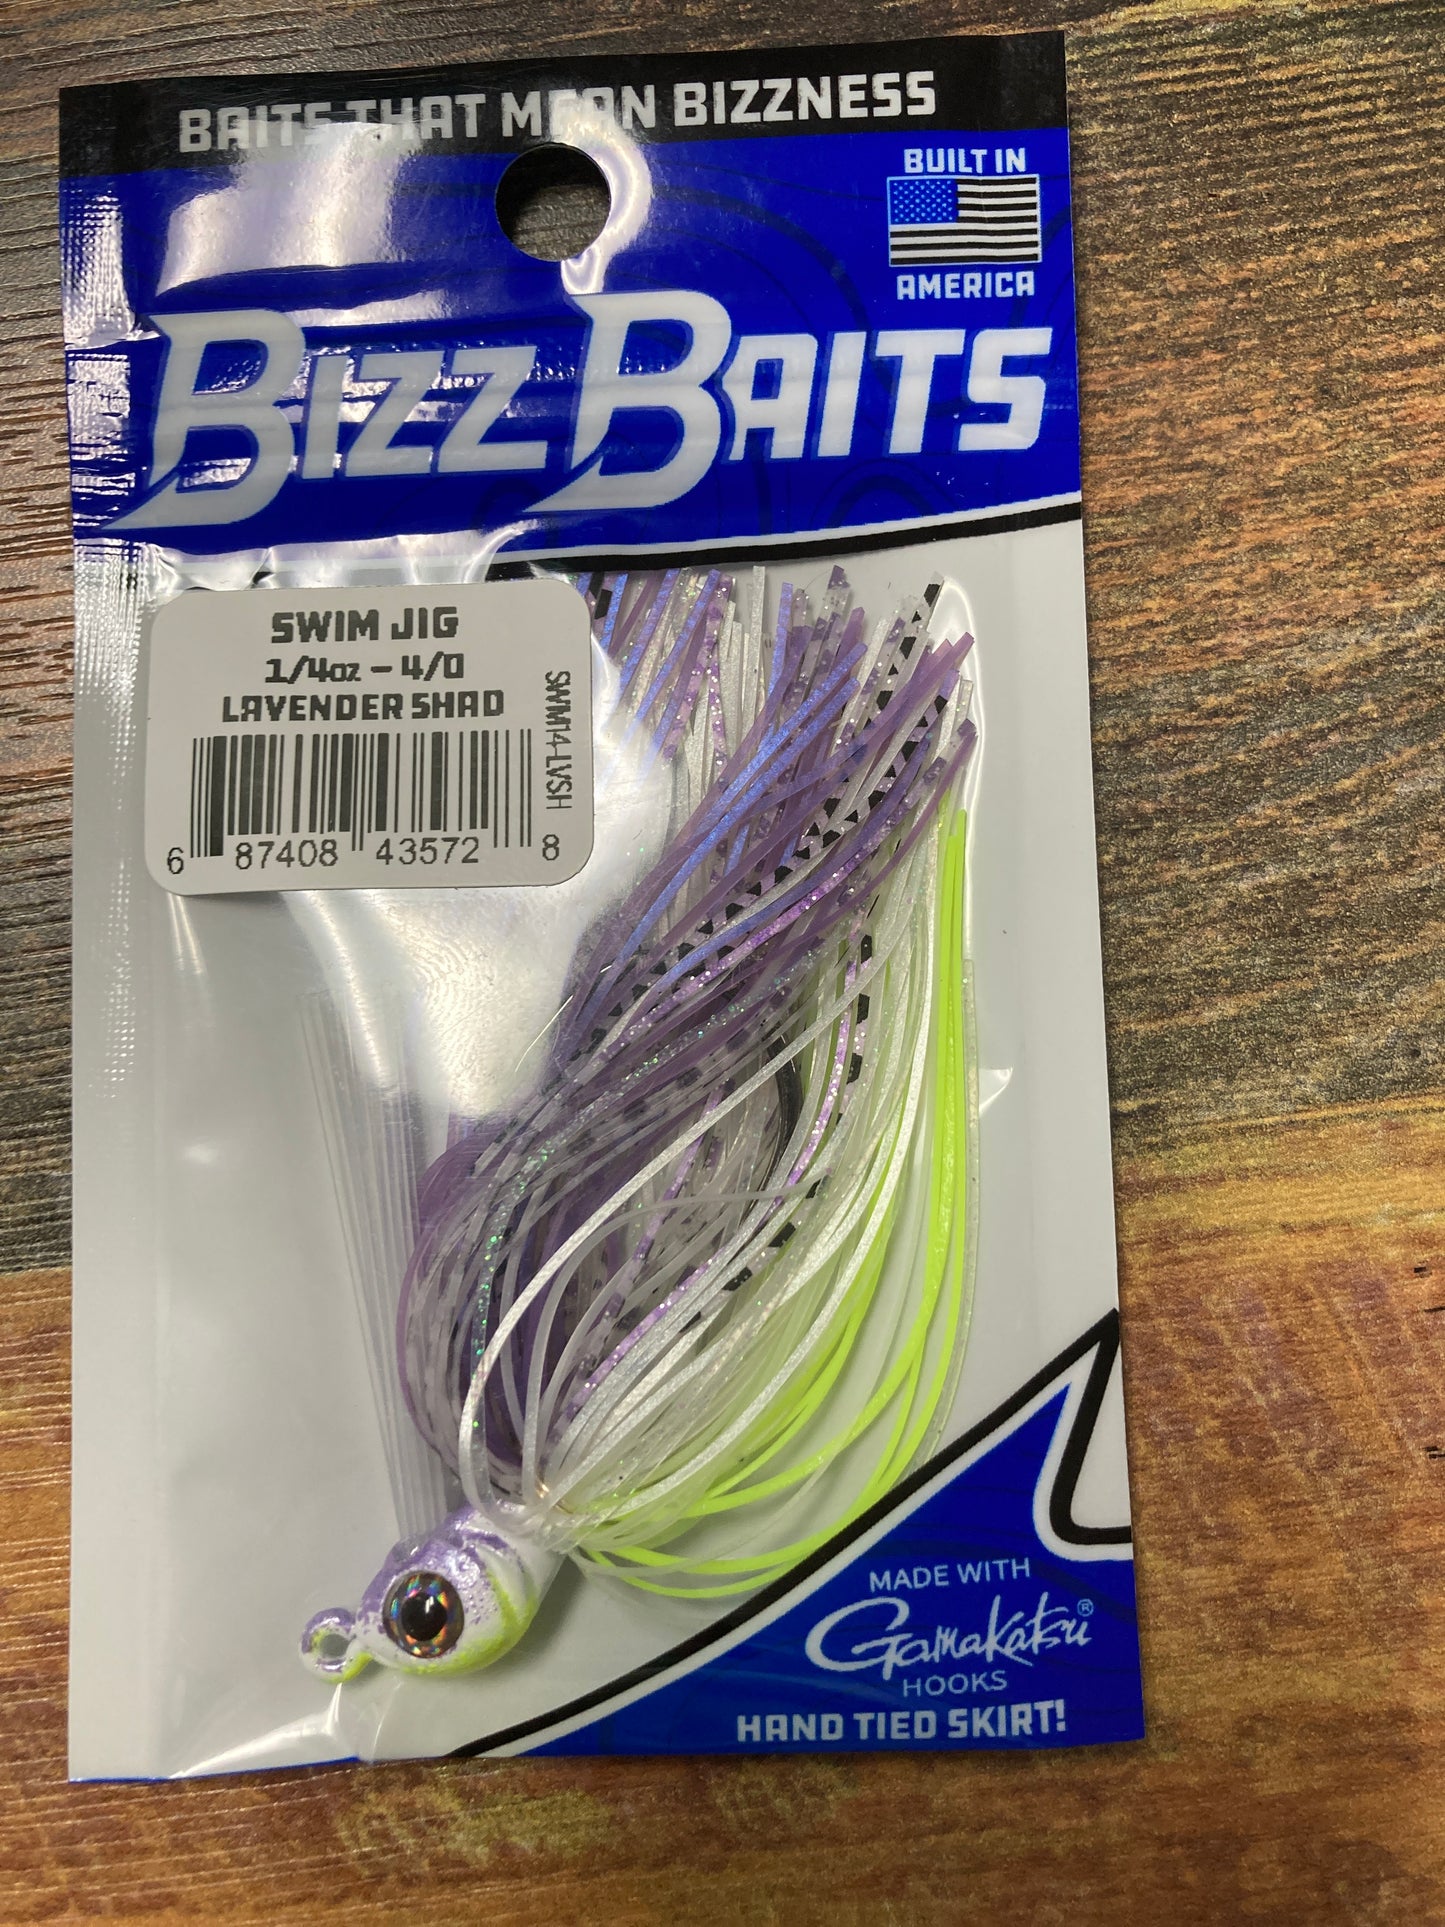 BAITS THAT MEAN BIZZNESS
BUILT IN
AMERICA
BIZZ BAITS
SWIM JIG
1/4oz – 4/0
LAVENDER SHAD
SWM14-LVSH
6 87408 43572 8
MADE WITH
Gamakatsu®
HOOKS
HAND TIED SKIRT!